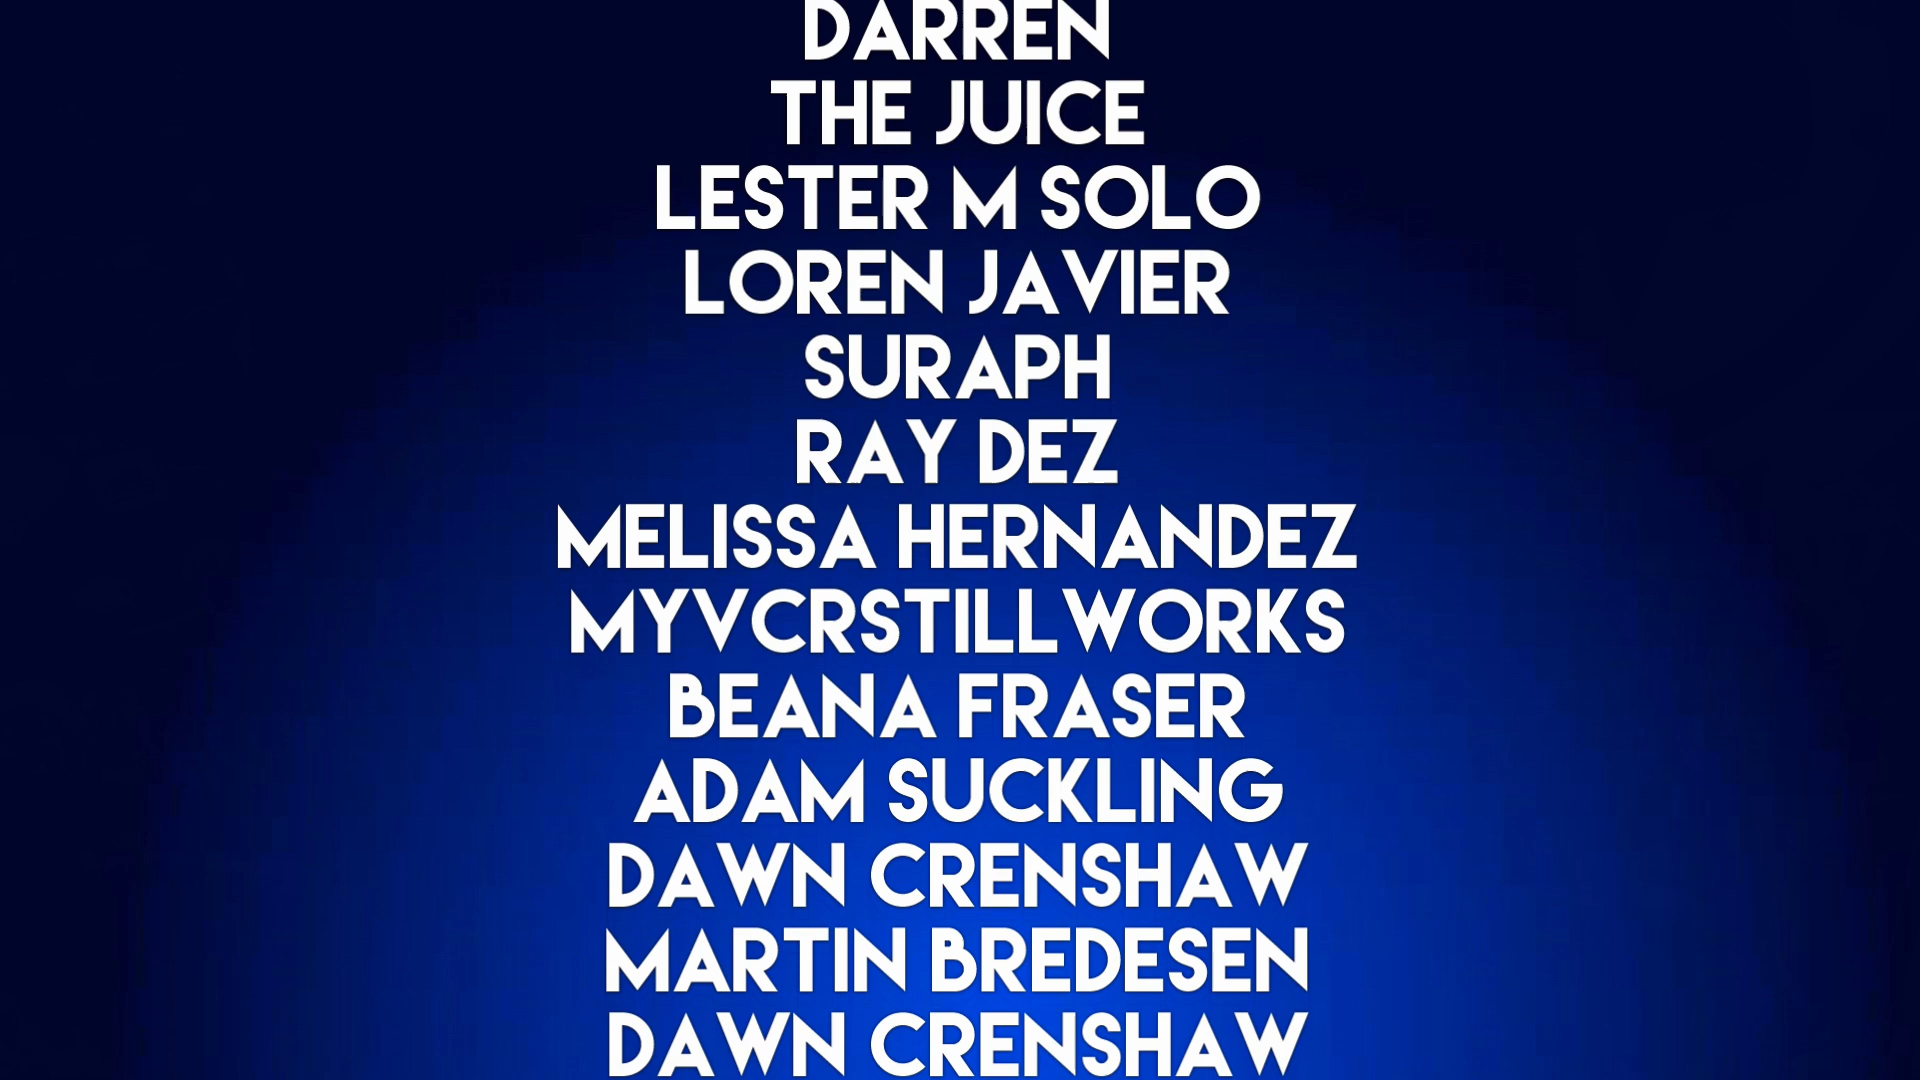 DARREN
THE JUICE
LESTER M SOLO
LOREN JAVIER
SURAPH
RAY DEZ
MELISSA HERNANDEZ
MYVCRSTILLWORKS
BEANA FRASER
ADAM SUCKLING
DAWN CRENSHAW
MARTIN BREDESEN
DAWN CRENSHAW